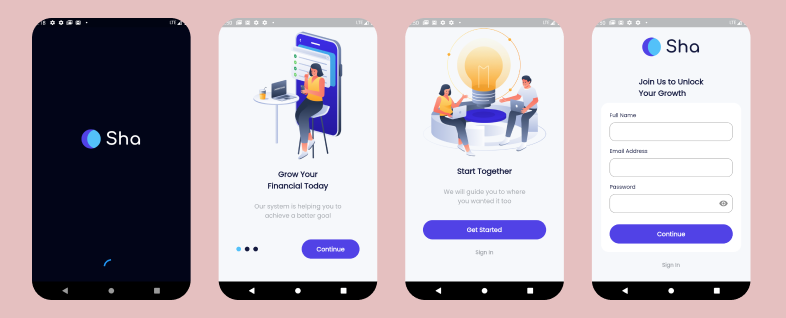 Sha
Grow Your
Financial Today
Our system is helping you to
achieve a better goal
Continue
Start Together
We will guide you to where
you wanted it too
Get Started
Sign In
Sha
Join Us to Unlock
Your Growth
Full Name
Email Address
Password
Continue
Sign In